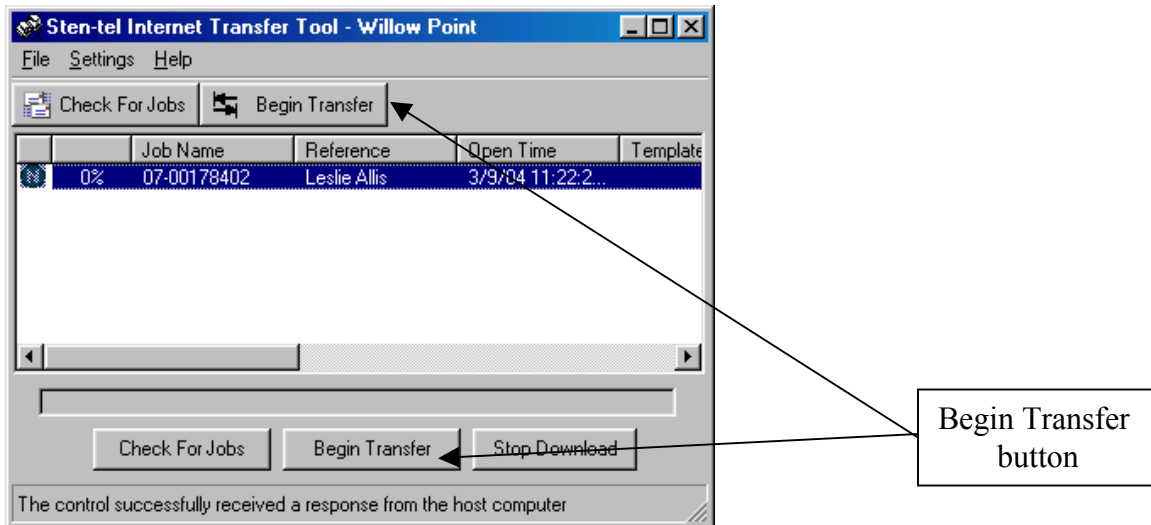 Sten-tel Internet Transfer Tool - Willow Point
File Settings Help
Check For Jobs Begin Transfer
Job Name Reference Open Time Template
N 0% 07-00178402 Leslie Allis 3/9/04 11:22:2...
Check For Jobs Begin Transfer Stop Download
The control successfully received a response from the host computer
Begin Transfer
button